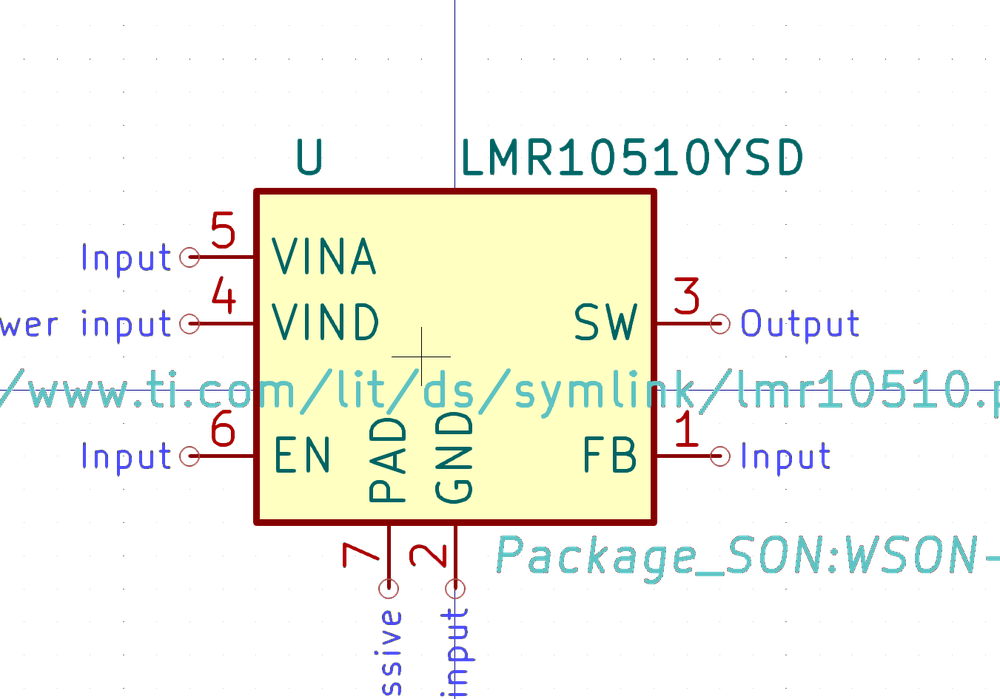 U LMR10510YSD
5
Input VINA
4 3
wer input VIND SW Output
/www.ti.com/lit/ds/symlink/lmr10510.p
6 1
Input EN FB Input
PAD
GND
7
2
Package_SON:WSON-
ssive
input